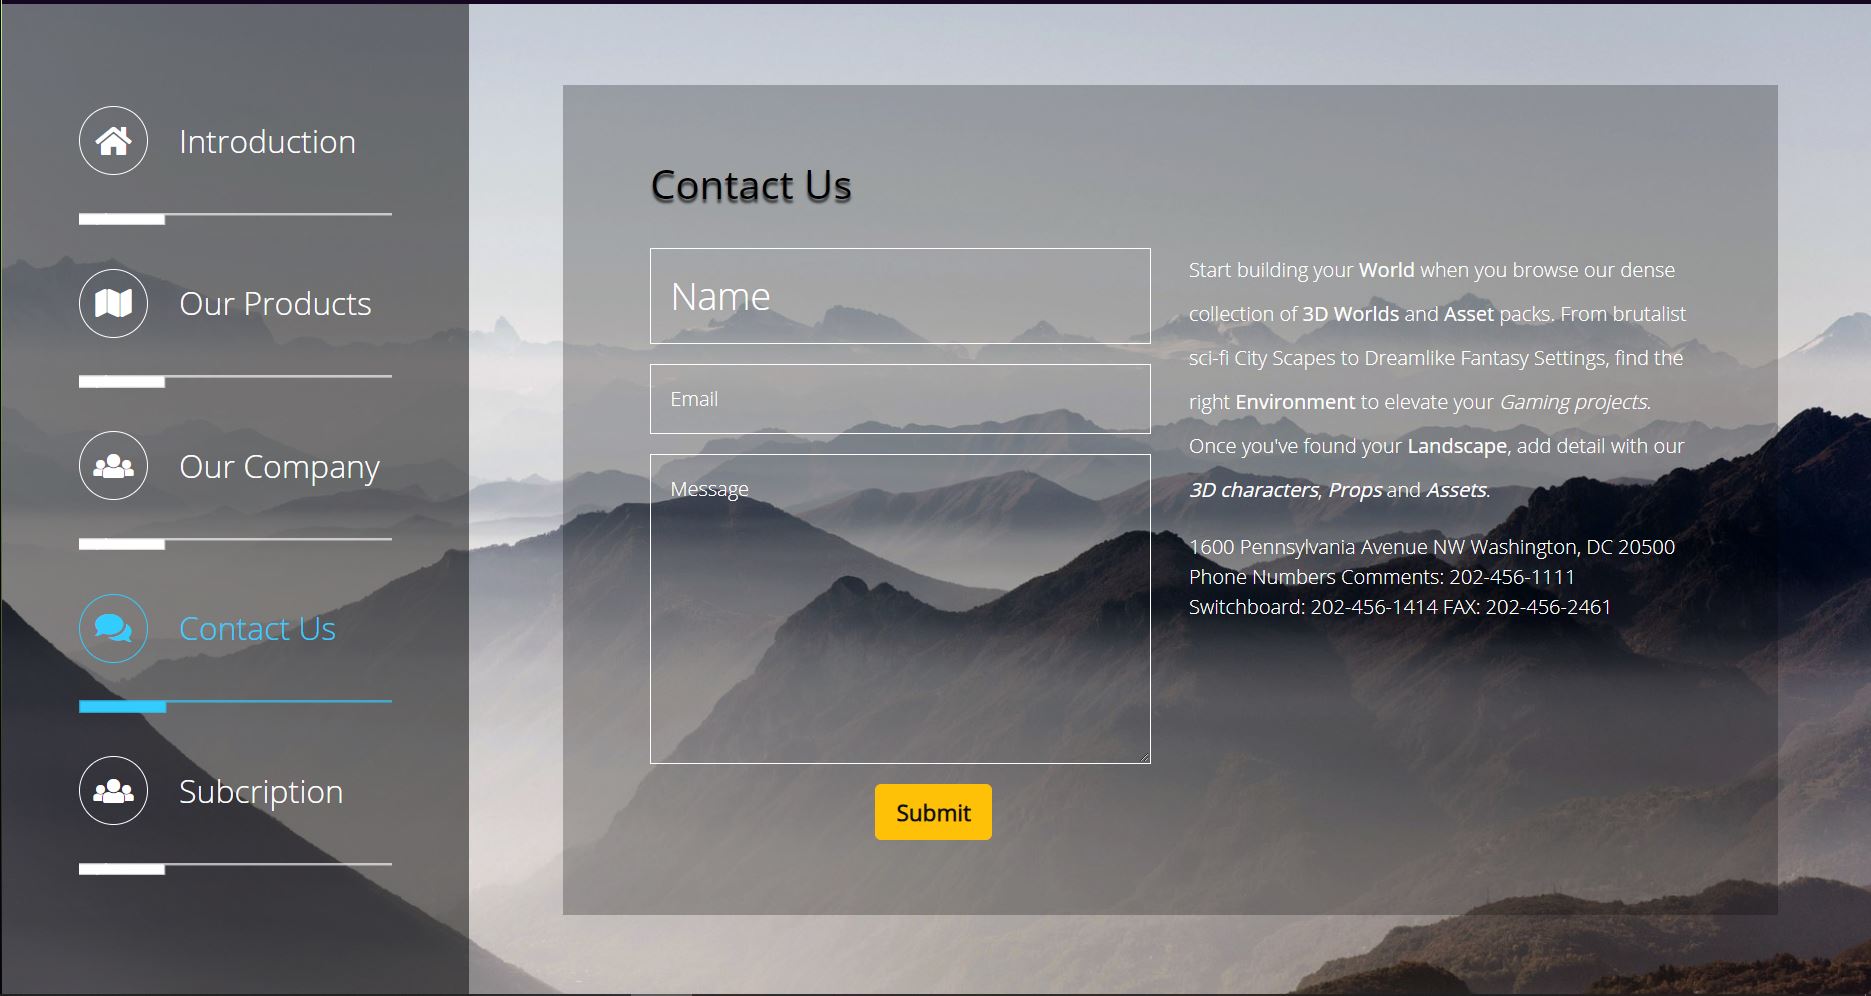 Introduction
Our Products
Our Company
Contact Us
Subcription
Contact Us
Name
Email
Message
Submit
Start building your World when you browse our dense
collection of 3D Worlds and Asset packs. From brutalist
sci-fi City Scapes to Dreamlike Fantasy Settings, find the
right Environment to elevate your Gaming projects.
Once you've found your Landscape, add detail with our
3D characters, Props and Assets.
1600 Pennsylvania Avenue NW Washington, DC 20500
Phone Numbers Comments: 202-456-1111
Switchboard: 202-456-1414 FAX: 202-456-2461